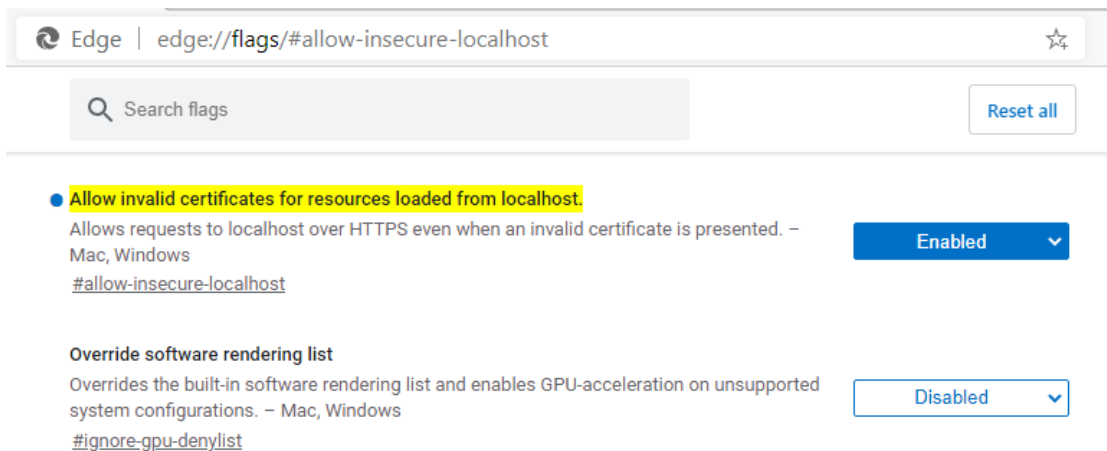 Edge | edge://flags/#allow-insecure-localhost
Search flags
Reset all
Allow invalid certificates for resources loaded from localhost.
Allows requests to localhost over HTTPS even when an invalid certificate is presented. –
Mac, Windows
#allow-insecure-localhost
Enabled
Override software rendering list
Overrides the built-in software rendering list and enables GPU-acceleration on unsupported
system configurations. – Mac, Windows
#ignore-gpu-denylist
Disabled